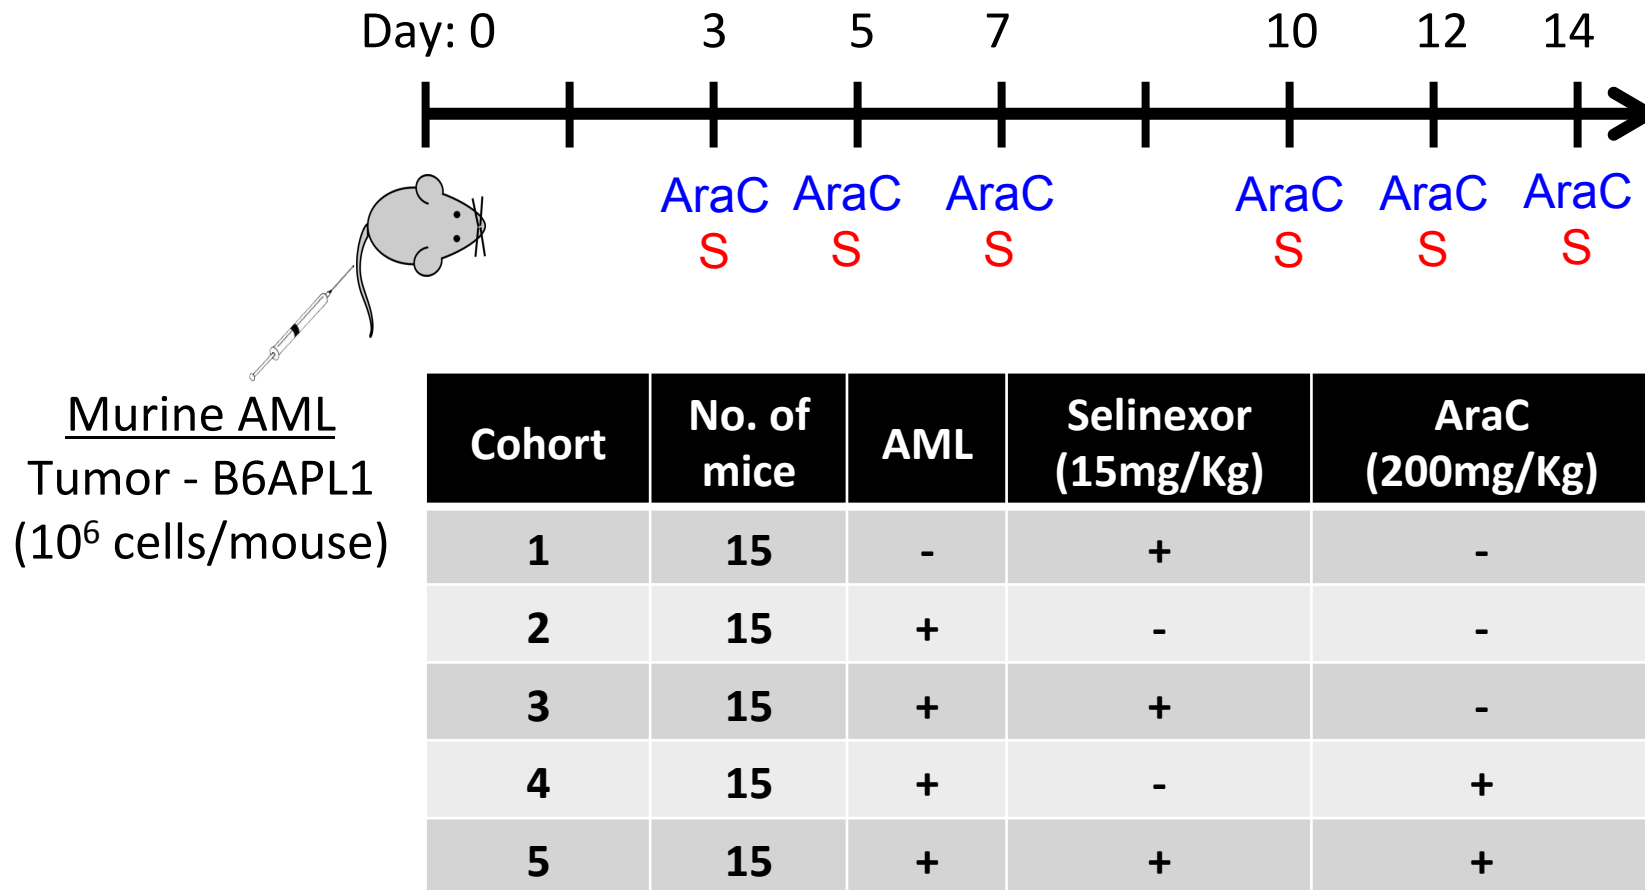 Day: 0 3 5 7 10 12 14
AraC AraC AraC AraC AraC AraC
S S S S S S
Murine AML
Tumor - B6APL1
(10⁶ cells/mouse)
Cohort No. of mice AML Selinexor (15mg/Kg) AraC (200mg/Kg)
1 15 - + -
2 15 + - -
3 15 + + -
4 15 + - +
5 15 + + +